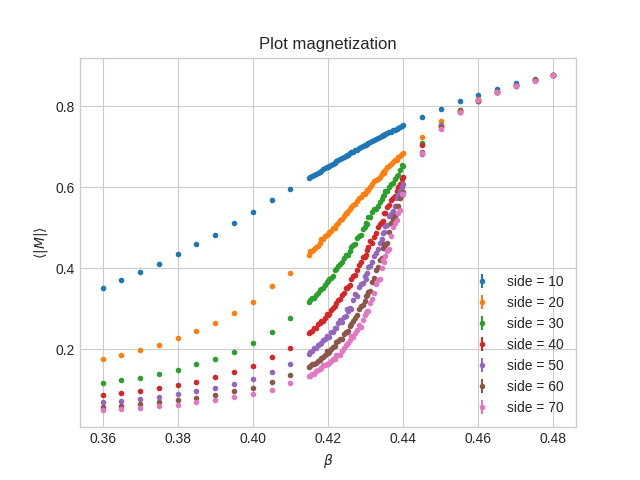 Plot magnetization
⟨|M|⟩
0.8
0.6
0.4
0.2
side = 10
side = 20
side = 30
side = 40
side = 50
side = 60
side = 70
0.36 0.38 0.40 0.42 0.44 0.46 0.48
β